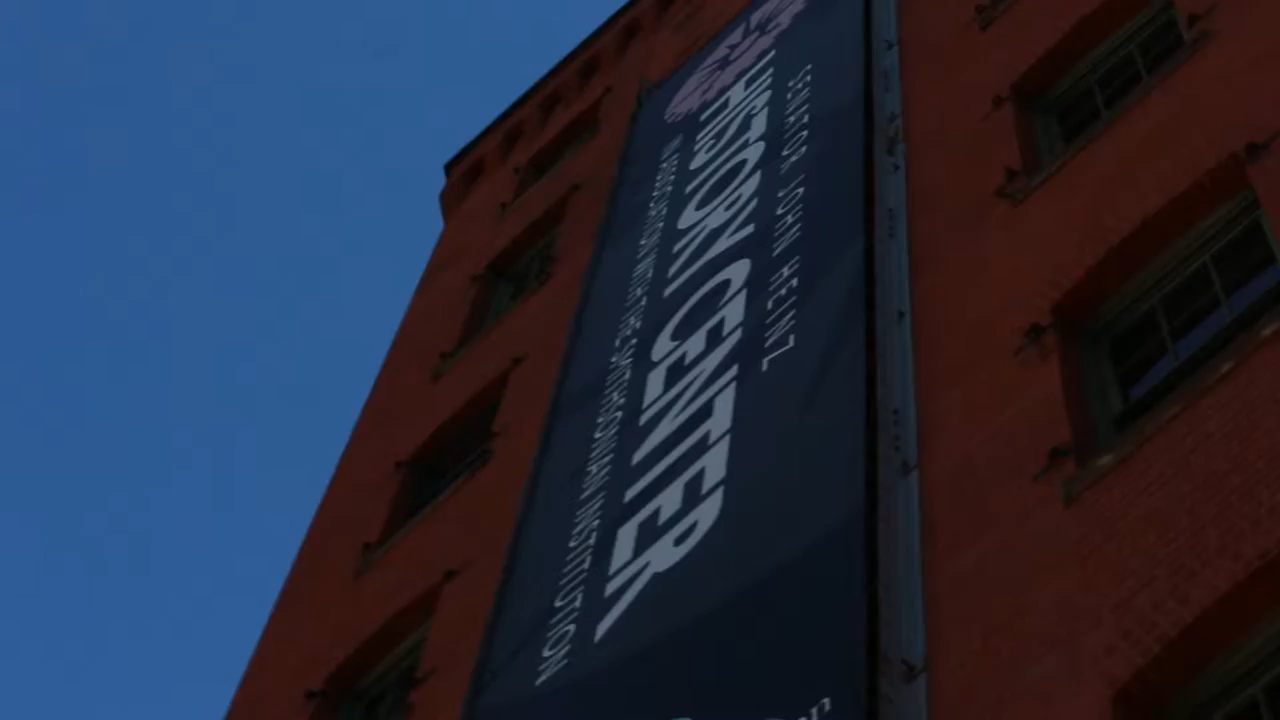 SENATOR JOHN HEINZ
HISTORY CENTER
IN ASSOCIATION WITH THE SMITHSONIAN INSTITUTION